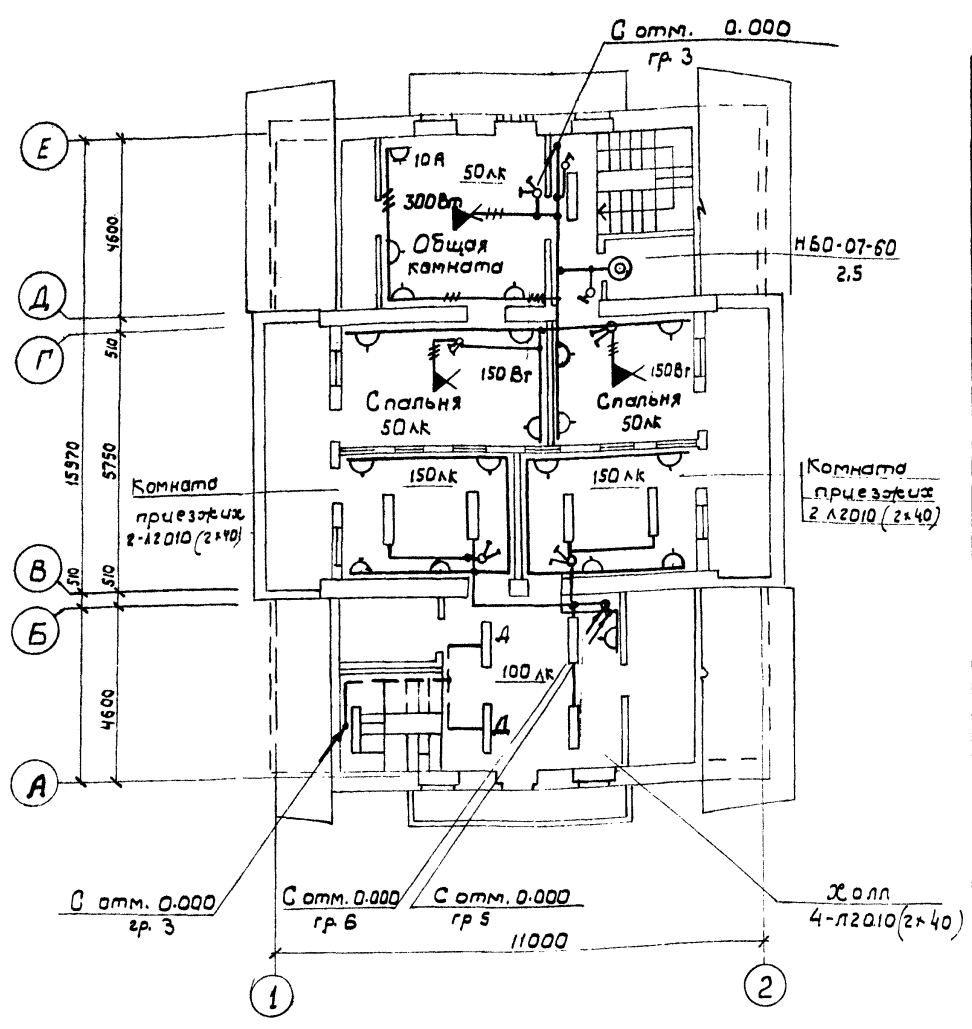 С отм. 0.000
гр. 3
Е
10А
50лк
300Вт
Общая
комната
НБО-07-60
2,5
4600
Д
Г
510
150Вт
150Вт
Спальня
50лк
Спальня
50лк
15970
5750
150лк
150лк
Комната
приезжих
2-Л2010(2×40)
Комната
приезжих
2 Л2010(2×40)
В
510
510
Б
Д
100лк
4600
Д
А
С отм. 0.000
гр. 3
С отм. 0.000
гр. 6
С отм. 0.000
гр 5
Холл
4-Л2010(2×40)
11000
1
2